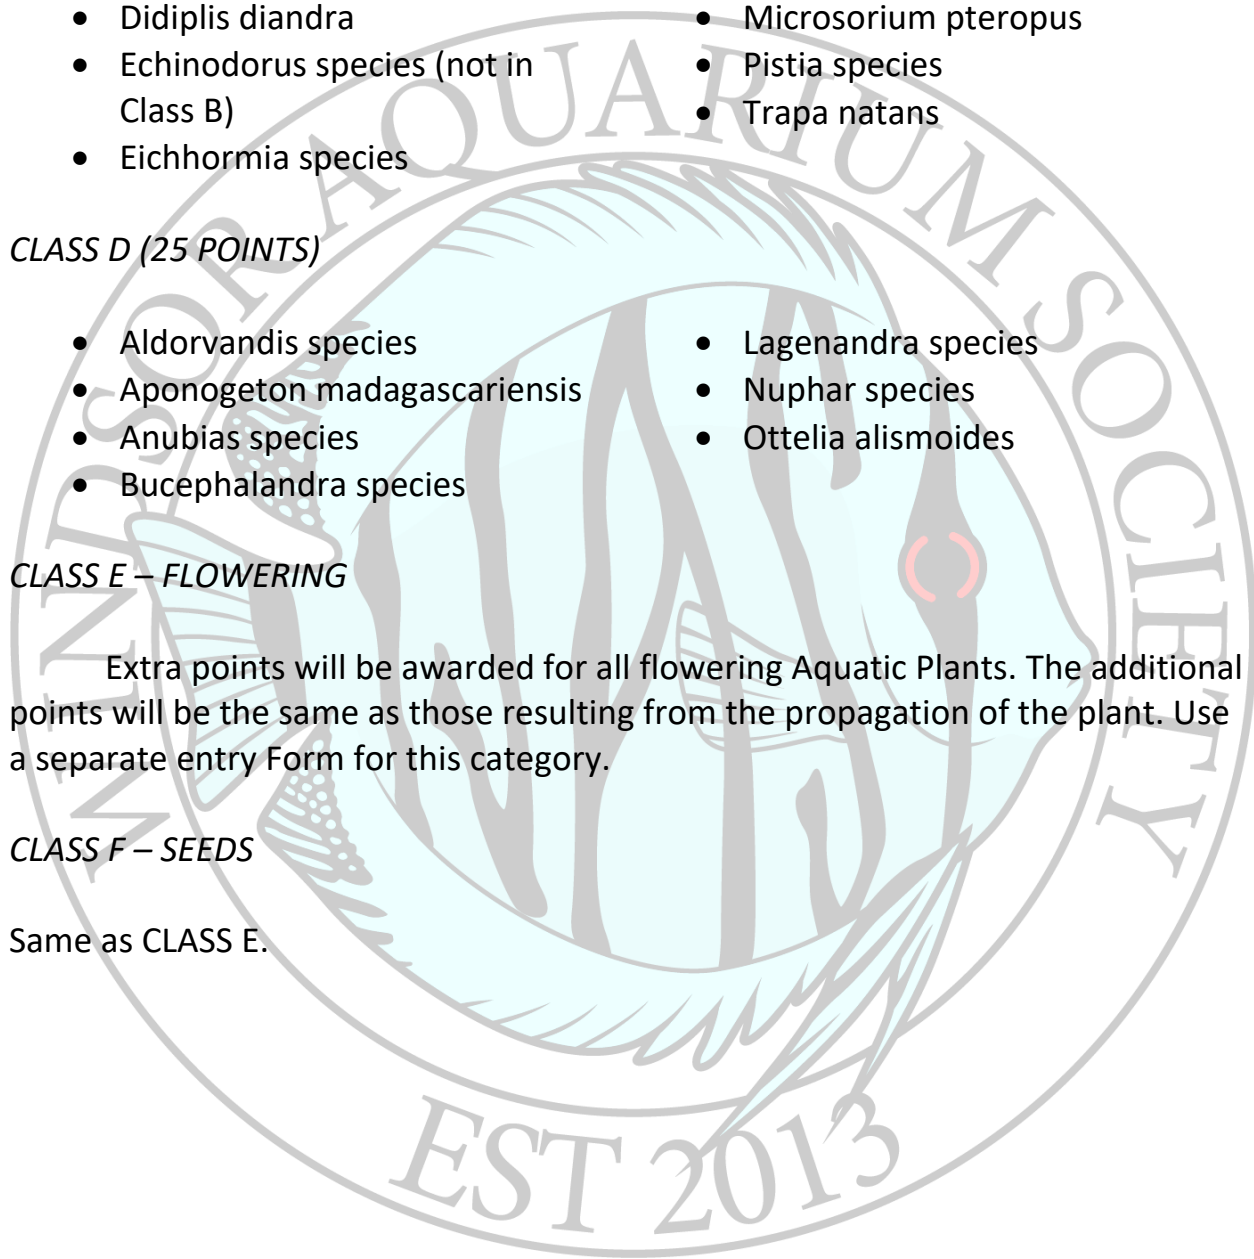 • Didiplis diandra
• Echinodorus species (not in
Class B)
• Eichhormia species
• Microsorium pteropus
• Pistia species
• Trapa natans
CLASS D (25 POINTS)
• Aldorvandis species
• Aponogeton madagascariensis
• Anubias species
• Bucephalandra species
• Lagenandra species
• Nuphar species
• Ottelia alismoides
CLASS E – FLOWERING
Extra points will be awarded for all flowering Aquatic Plants. The additional
points will be the same as those resulting from the propagation of the plant. Use
a separate entry Form for this category.
CLASS F – SEEDS
Same as CLASS E.
WINDSOR AQUARIUM SOCIETY
WAS
EST 2013